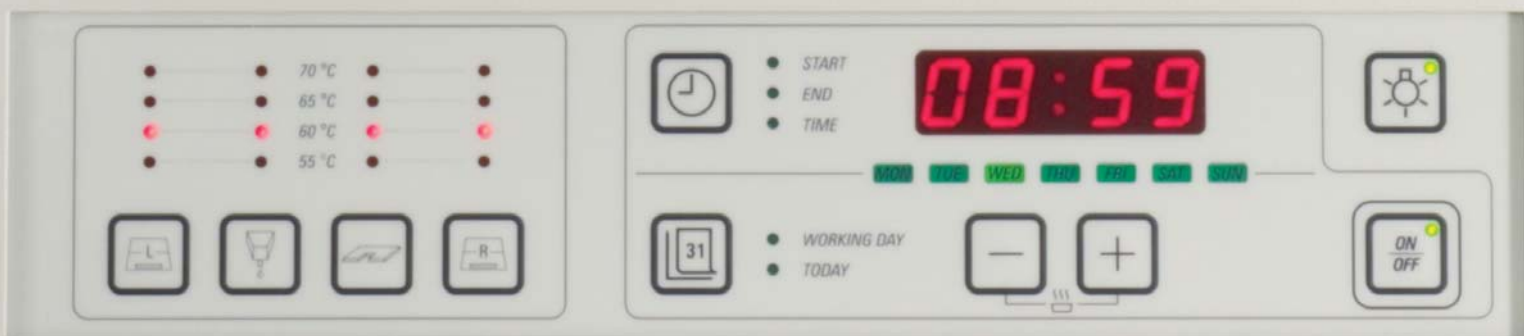 70 °C
65 °C
60 °C
55 °C
L
R
START
END
TIME
08:59
MON TUE WED THU FRI SAT SUN
31
WORKING DAY
TODAY
ON
OFF